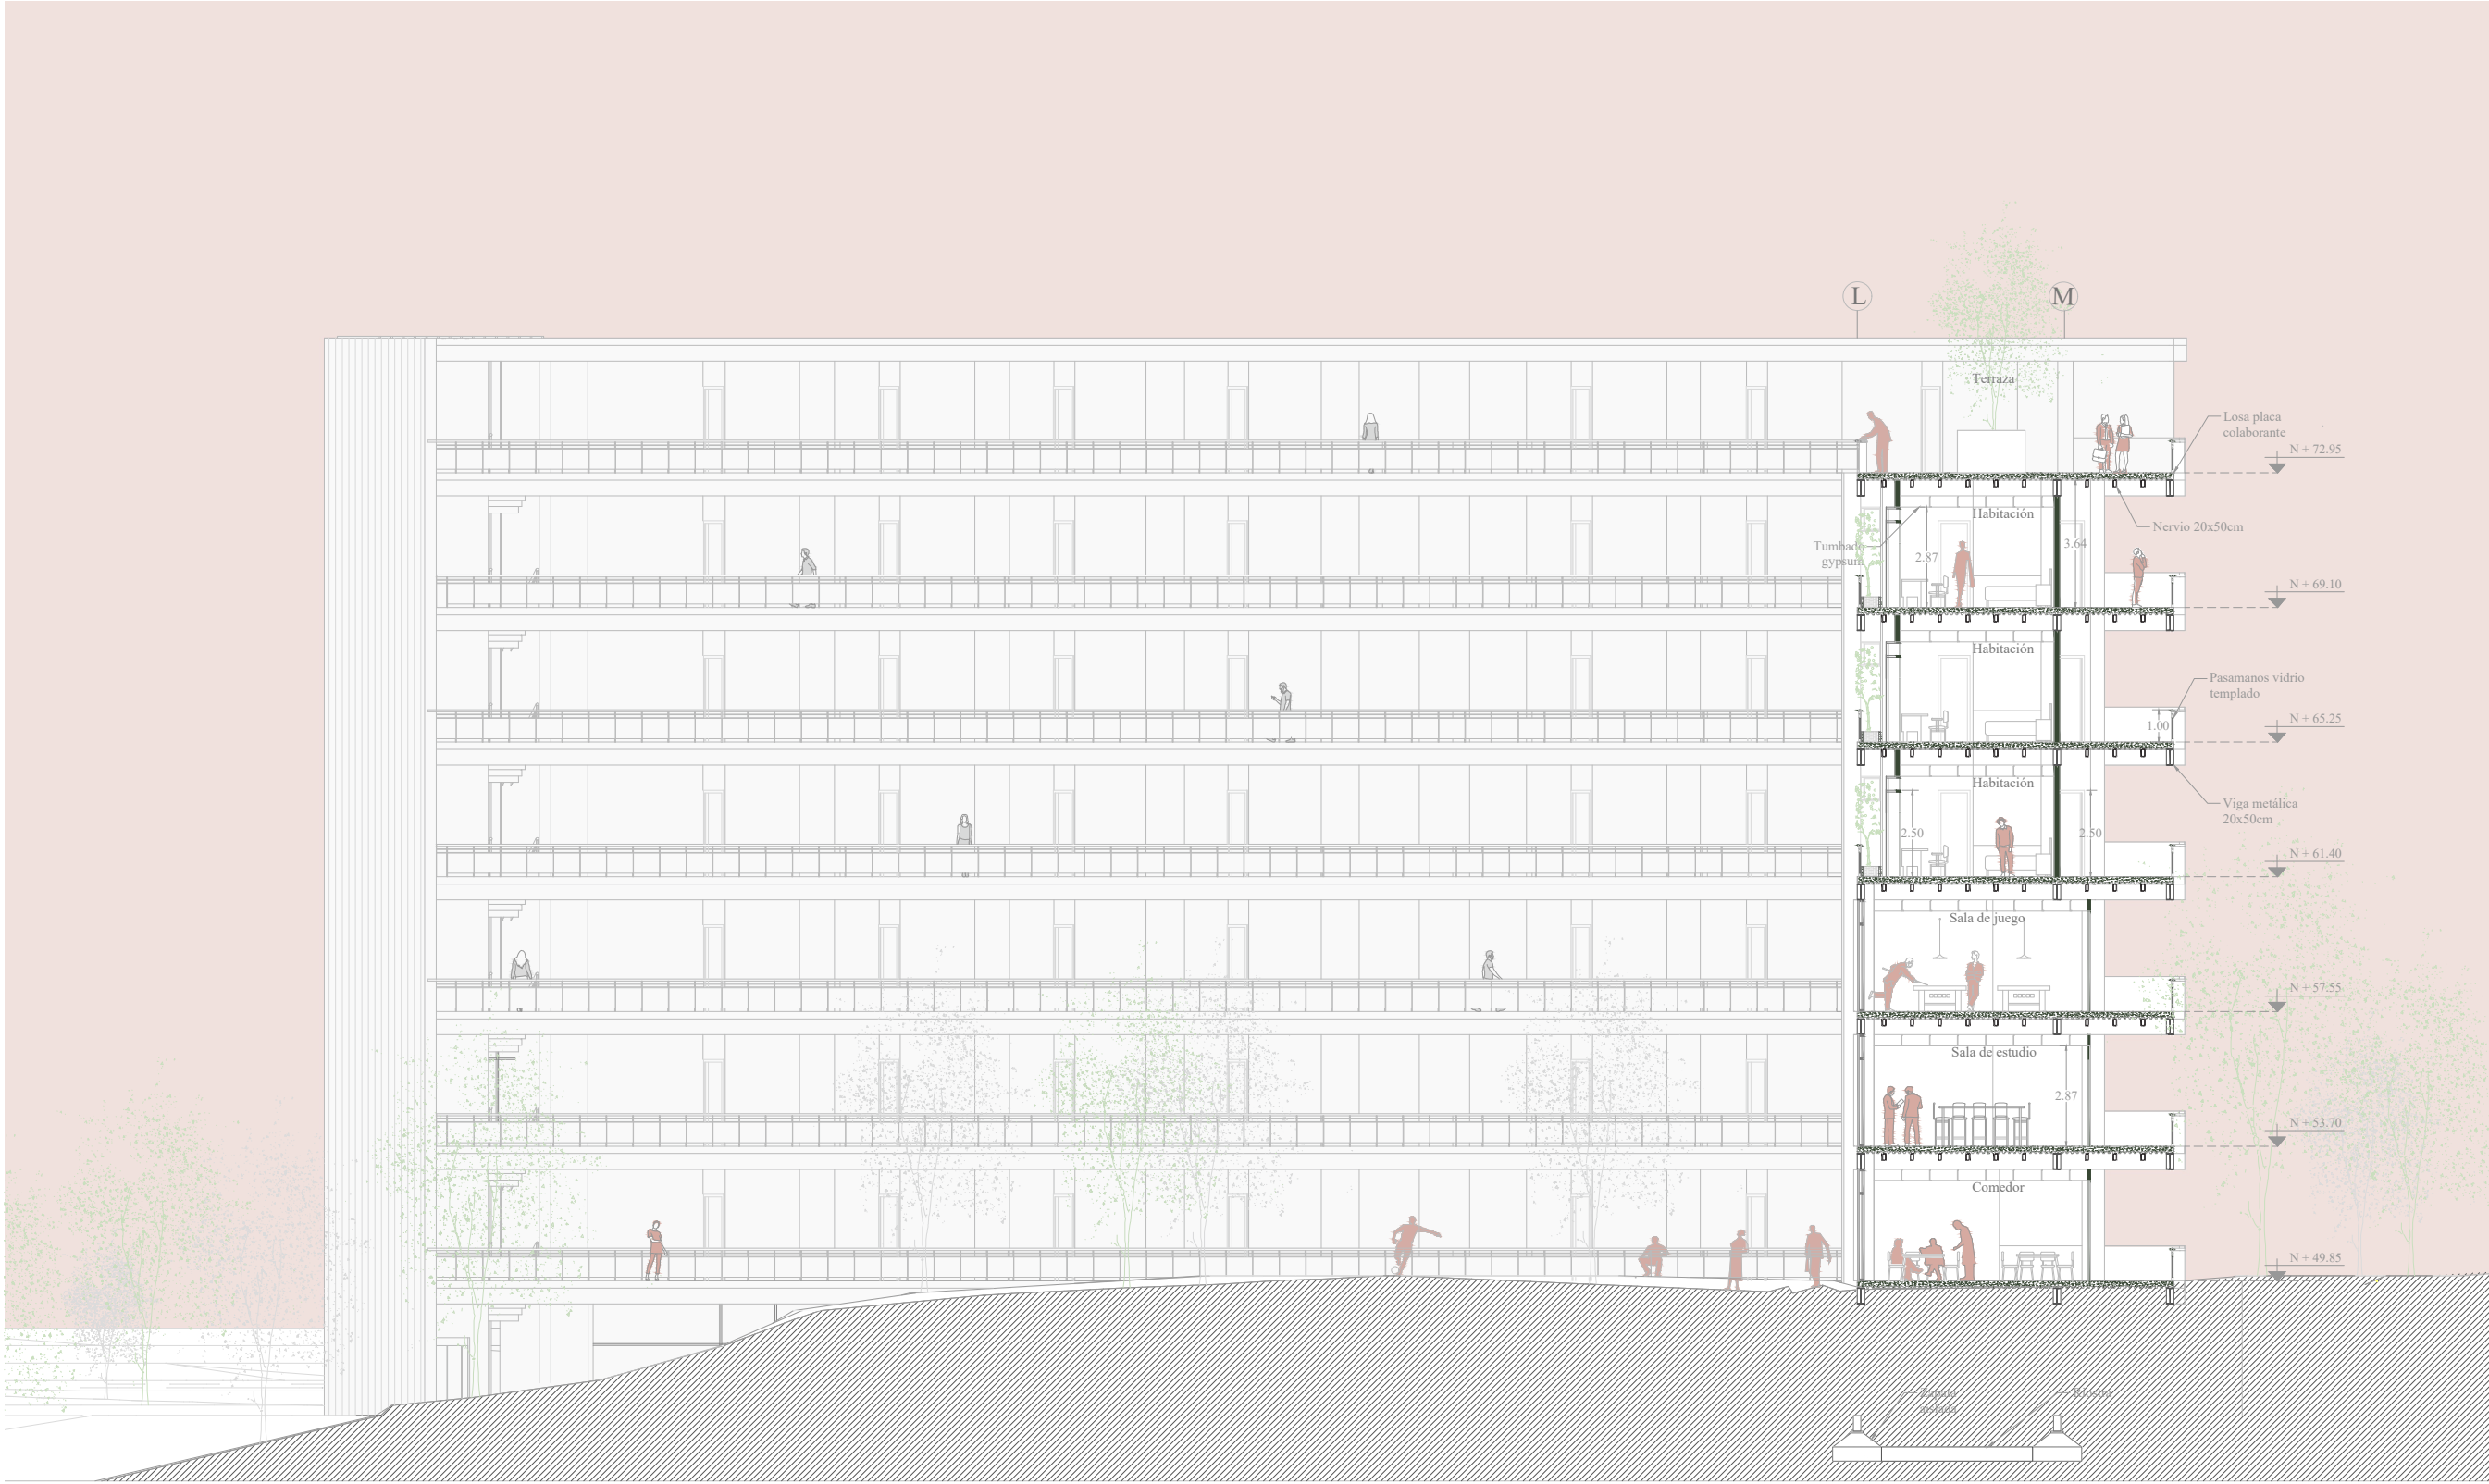 L
M
Terraza
Losa placa
colaborante
N + 72.95
Habitación
Nervio 20x50cm
Tumbado
gypsum
2.87
3.64
N + 69.10
Habitación
Pasamanos vidrio
templado
1.00
N + 65.25
Habitación
Viga metálica
20x50cm
2.50
2.50
N + 61.40
Sala de juego
N + 57.55
Sala de estudio
2.87
N + 53.70
Comedor
N + 49.85
Zapata
aislada
Riostra